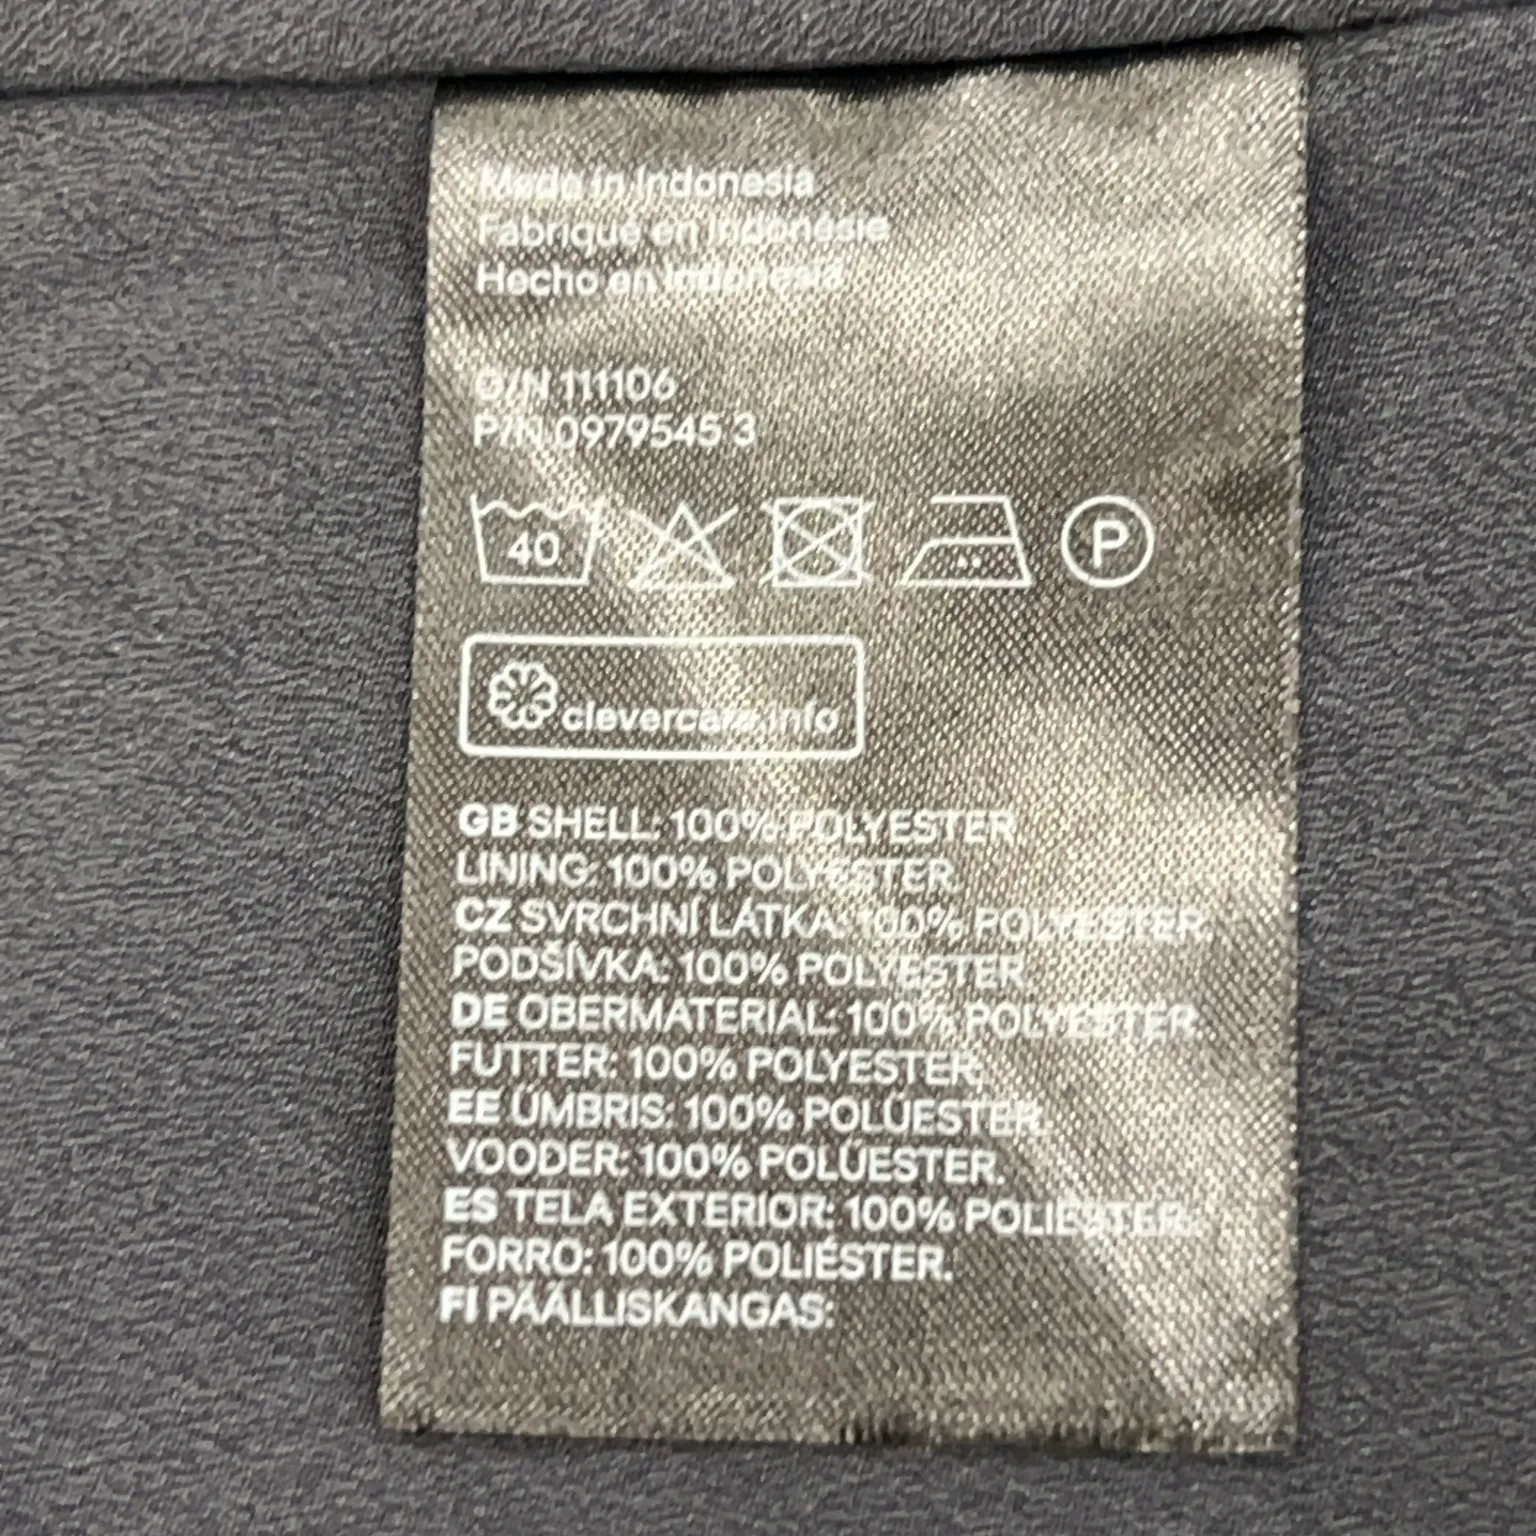 Made in Indonesia
Fabriqué en Indonésie
Hecho en Indonesia
O/N 111106
P/N 0979545 3
40
P
clevercare.info
GB SHELL: 100% POLYESTER.
LINING: 100% POLYESTER.
CZ SVRCHNÍ LÁTKA: 100% POLYESTER.
PODŠÍVKA: 100% POLYESTER.
DE OBERMATERIAL: 100% POLYESTER.
FUTTER: 100% POLYESTER.
EE ÜMBRIS: 100% POLÜESTER.
VOODER: 100% POLÜESTER.
ES TELA EXTERIOR: 100% POLIÉSTER.
FORRO: 100% POLIÉSTER.
FI PÄÄLLISKANGAS: